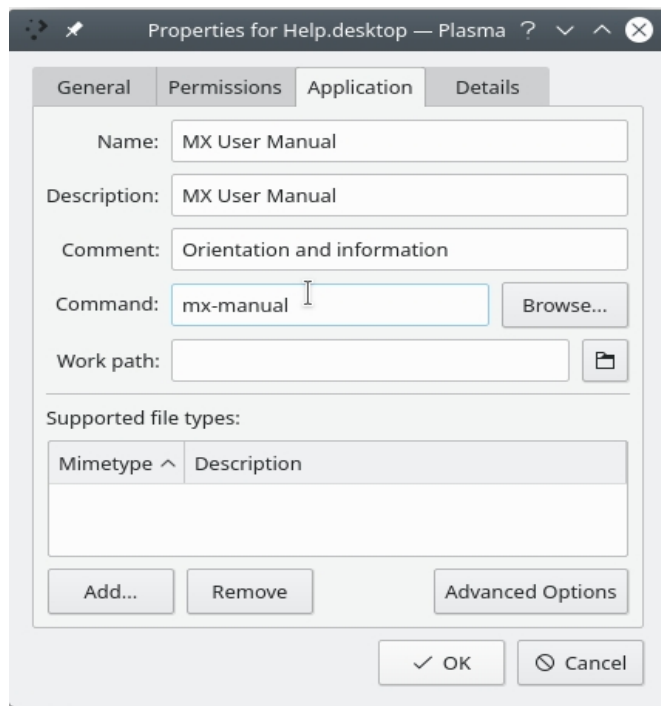 Properties for Help.desktop — Plasma ?
General Permissions Application Details
Name: MX User Manual
Description: MX User Manual
Comment: Orientation and information
Command: mx-manual Browse...
Work path:
Supported file types:
Mimetype Description
Add... Remove Advanced Options
OK Cancel